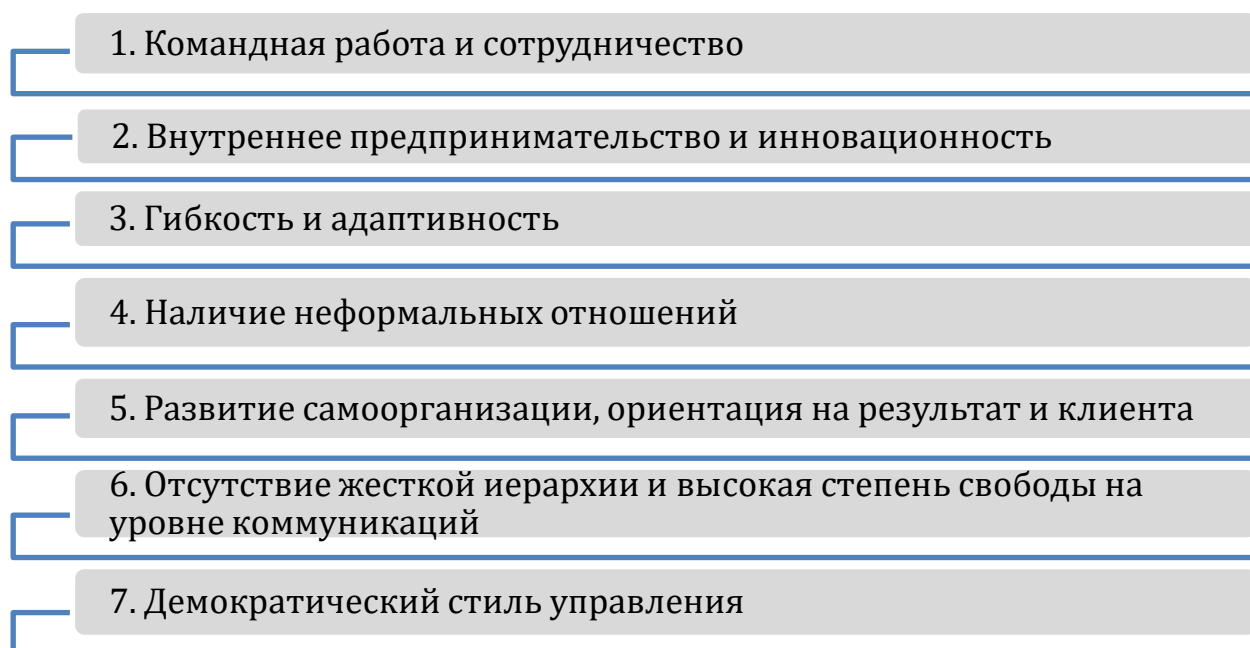 1. Командная работа и сотрудничество
2. Внутреннее предпринимательство и инновационность
3. Гибкость и адаптивность
4. Наличие неформальных отношений
5. Развитие самоорганизации, ориентация на результат и клиента
6. Отсутствие жесткой иерархии и высокая степень свободы на
уровне коммуникаций
7. Демократический стиль управления